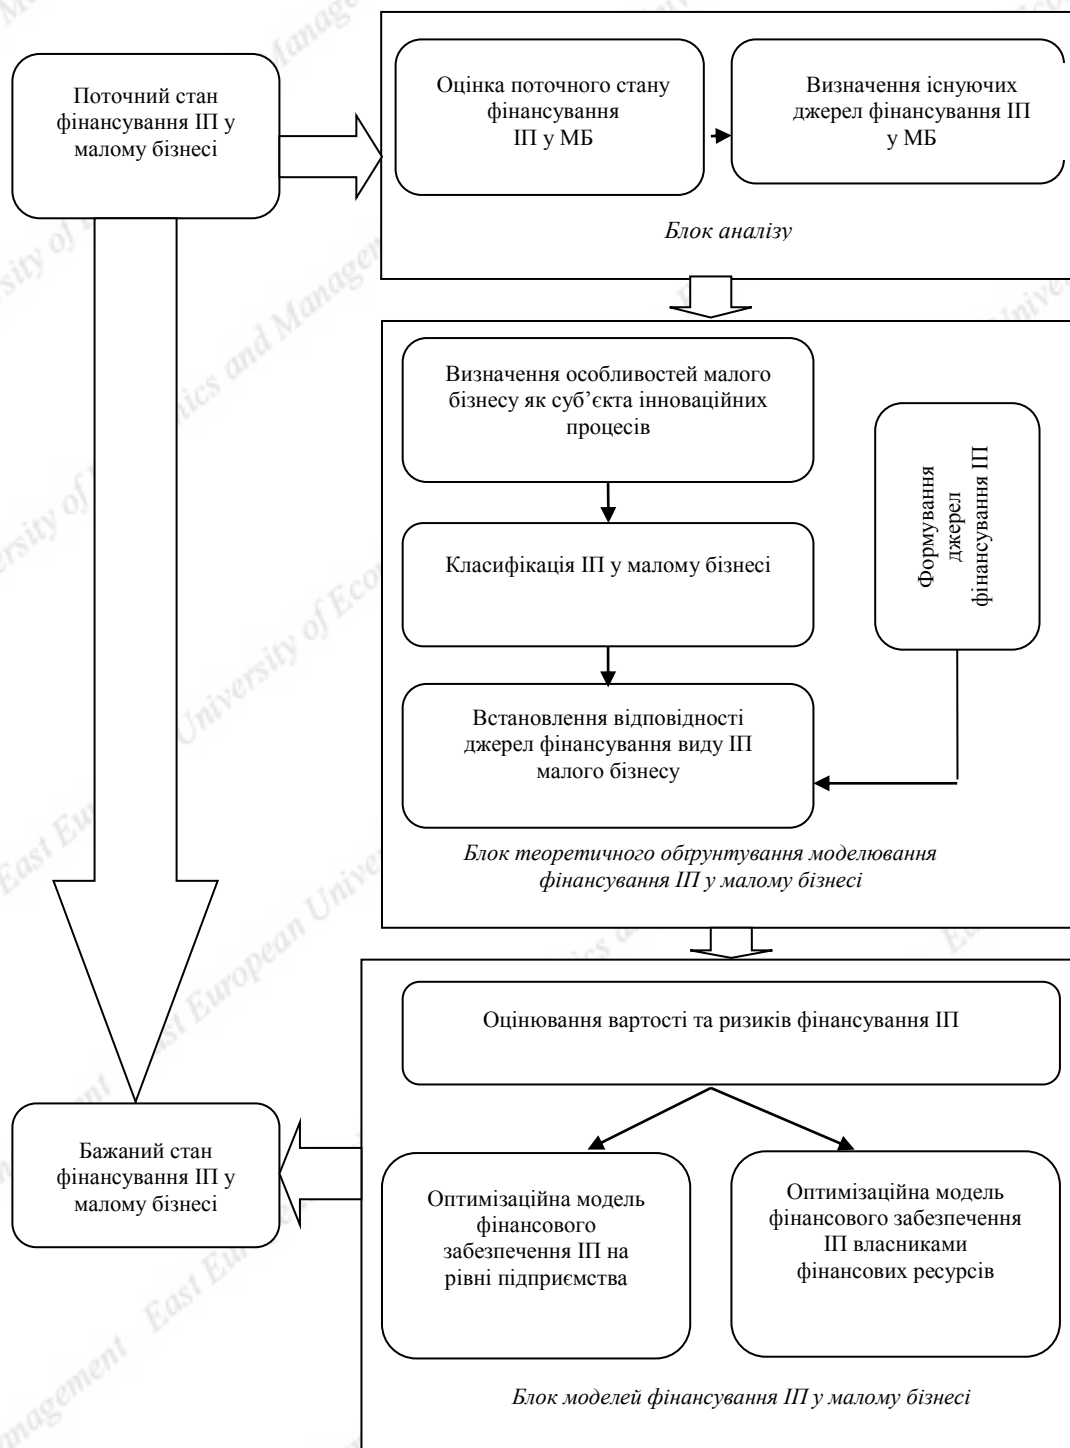 Поточний стан
фінансування ІП у
малому бізнесі
Оцінка поточного стану
фінансування
ІП у МБ
Визначення існуючих
джерел фінансування ІП
у МБ
Блок аналізу
Визначення особливостей малого
бізнесу як суб’єкта інноваційних
процесів
Класифікація ІП у малому бізнесі
Встановлення відповідності
джерел фінансування виду ІП
малого бізнесу
Формування
джерел
фінансування ІП
Блок теоретичного обґрунтування моделювання
фінансування ІП у малому бізнесі
Оцінювання вартості та ризиків фінансування ІП
Бажаний стан
фінансування ІП у
малому бізнесі
Оптимізаційна модель
фінансового
забезпечення ІП на
рівні підприємства
Оптимізаційна модель
фінансового забезпечення
ІП власниками
фінансових ресурсів
Блок моделей фінансування ІП у малому бізнесі